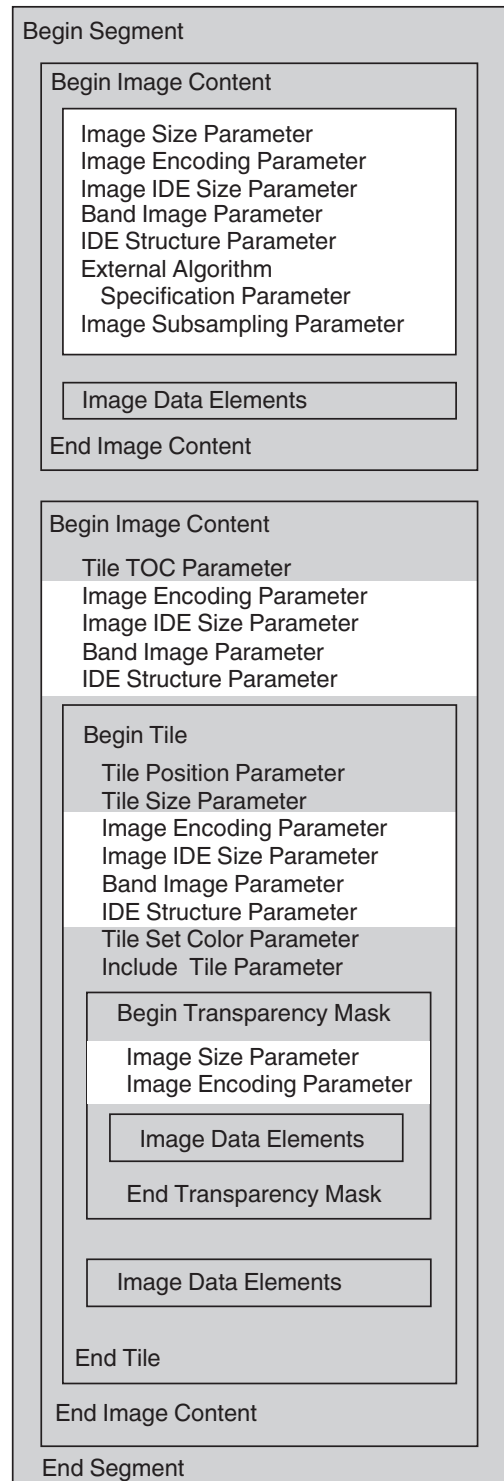 Begin Segment
Begin Image Content
Image Size Parameter
Image Encoding Parameter
Image IDE Size Parameter
Band Image Parameter
IDE Structure Parameter
External Algorithm
Specification Parameter
Image Subsampling Parameter
Image Data Elements
End Image Content
Begin Image Content
Tile TOC Parameter
Image Encoding Parameter
Image IDE Size Parameter
Band Image Parameter
IDE Structure Parameter
Begin Tile
Tile Position Parameter
Tile Size Parameter
Image Encoding Parameter
Image IDE Size Parameter
Band Image Parameter
IDE Structure Parameter
Tile Set Color Parameter
Include Tile Parameter
Begin Transparency Mask
Image Size Parameter
Image Encoding Parameter
Image Data Elements
End Transparency Mask
Image Data Elements
End Tile
End Image Content
End Segment